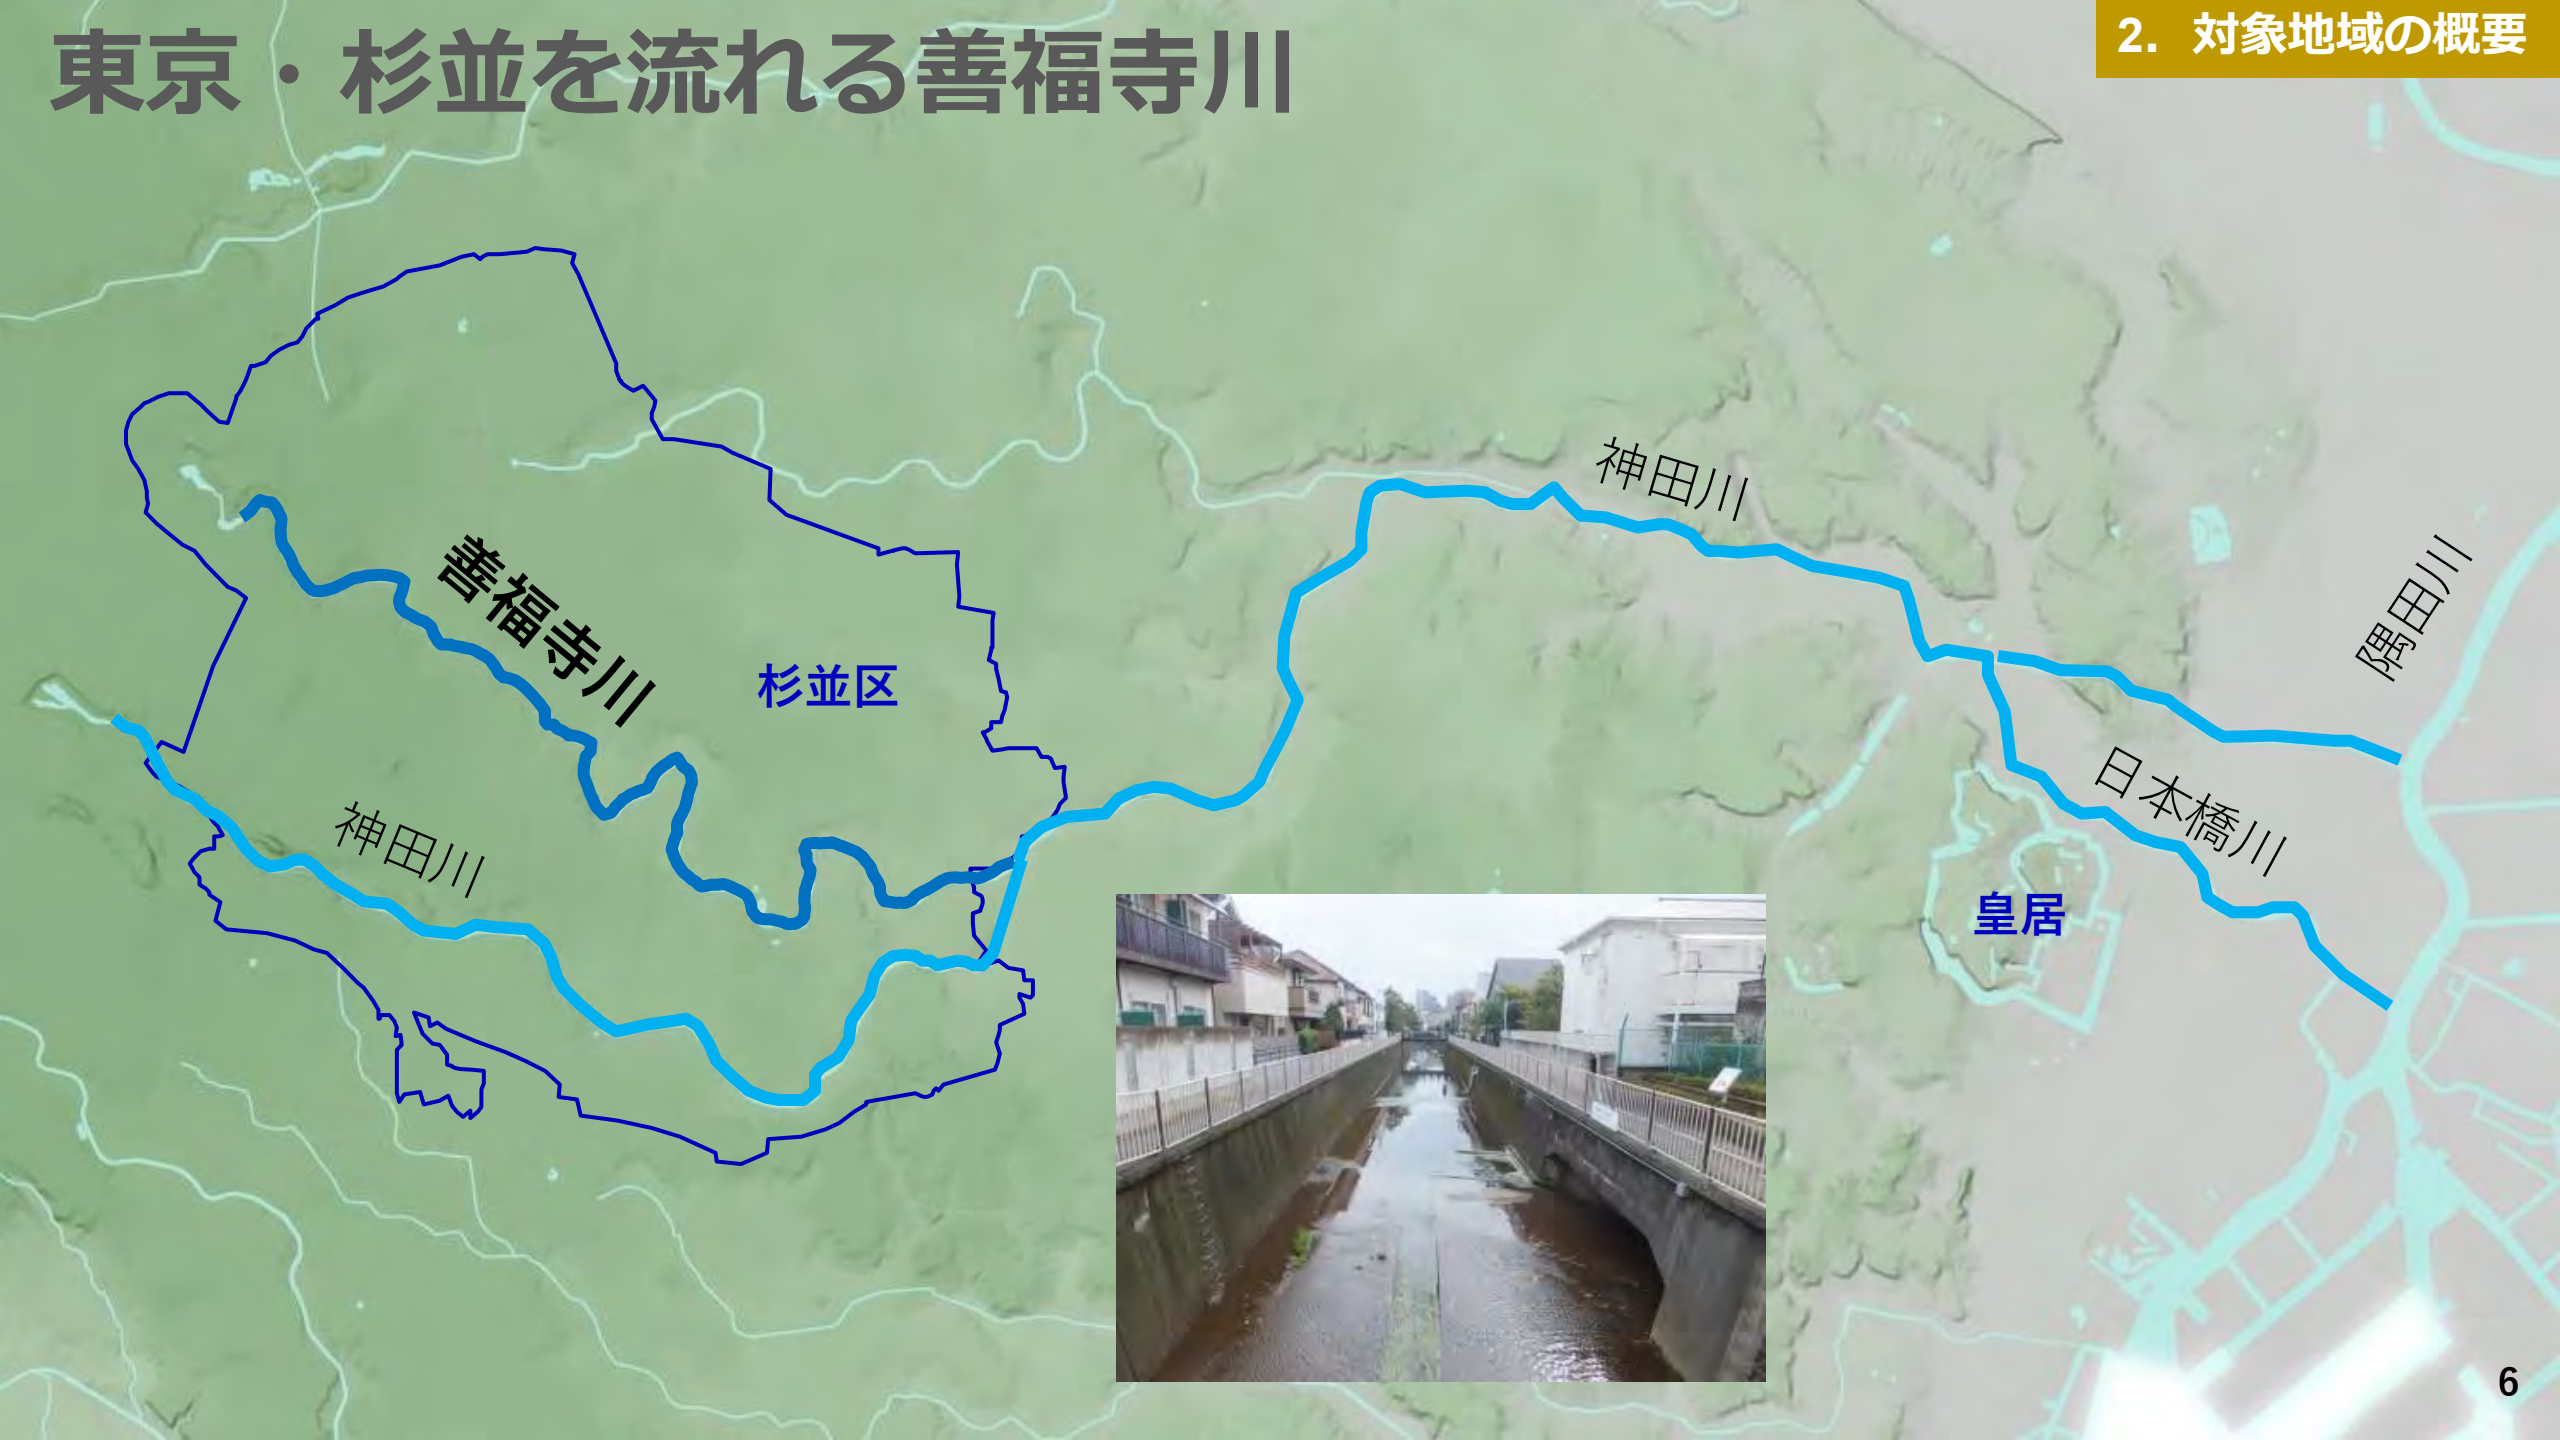 東京・杉並を流れる善福寺川
2. 対象地域の概要
神田川
隅田川
善福寺川
杉並区
日本橋川
神田川
皇居
6